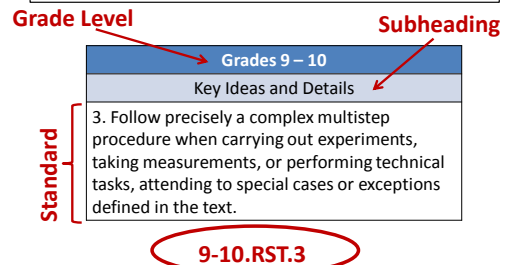 Grade Level
Subheading
Grades 9 – 10
Key Ideas and Details
Standard
3. Follow precisely a complex multistep
procedure when carrying out experiments,
taking measurements, or performing technical
tasks, attending to special cases or exceptions
defined in the text.
9-10.RST.3